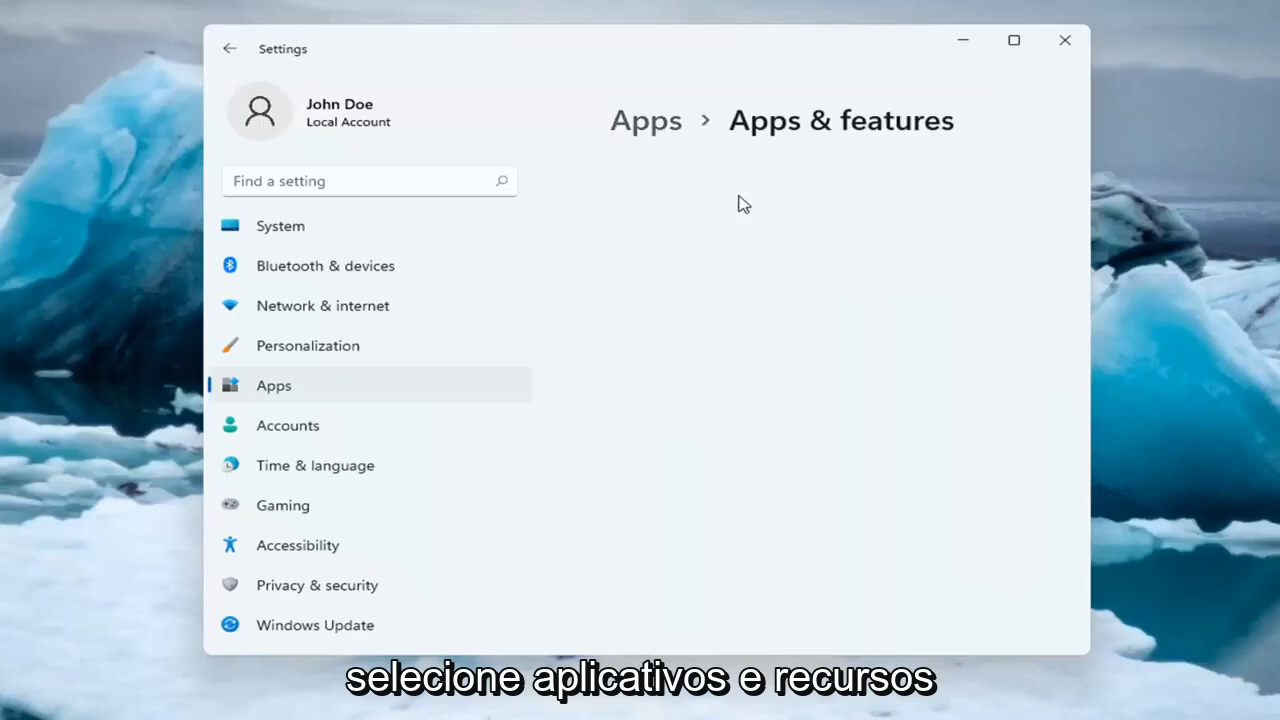 Settings
John Doe
Local Account
Find a setting
System
Bluetooth & devices
Network & internet
Personalization
Apps
Accounts
Time & language
Gaming
Accessibility
Privacy & security
Windows Update
Apps > Apps & features
selecione aplicativos e recursos